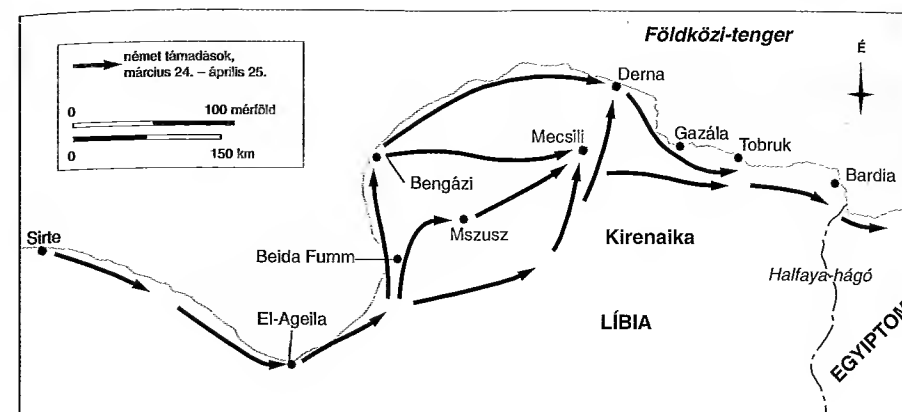 Földközi-tenger
német támadások,
március 24. – április 25.
É
Derna
0 100 mérföld
Gazála
Tobruk
Mecsili
0 150 km
Bengázi
Bardia
Mszusz
Kirenaika
Sirte
Beida Fumm
Halfaya-hágó
El-Ageila
LÍBIA
EGYIPTOM